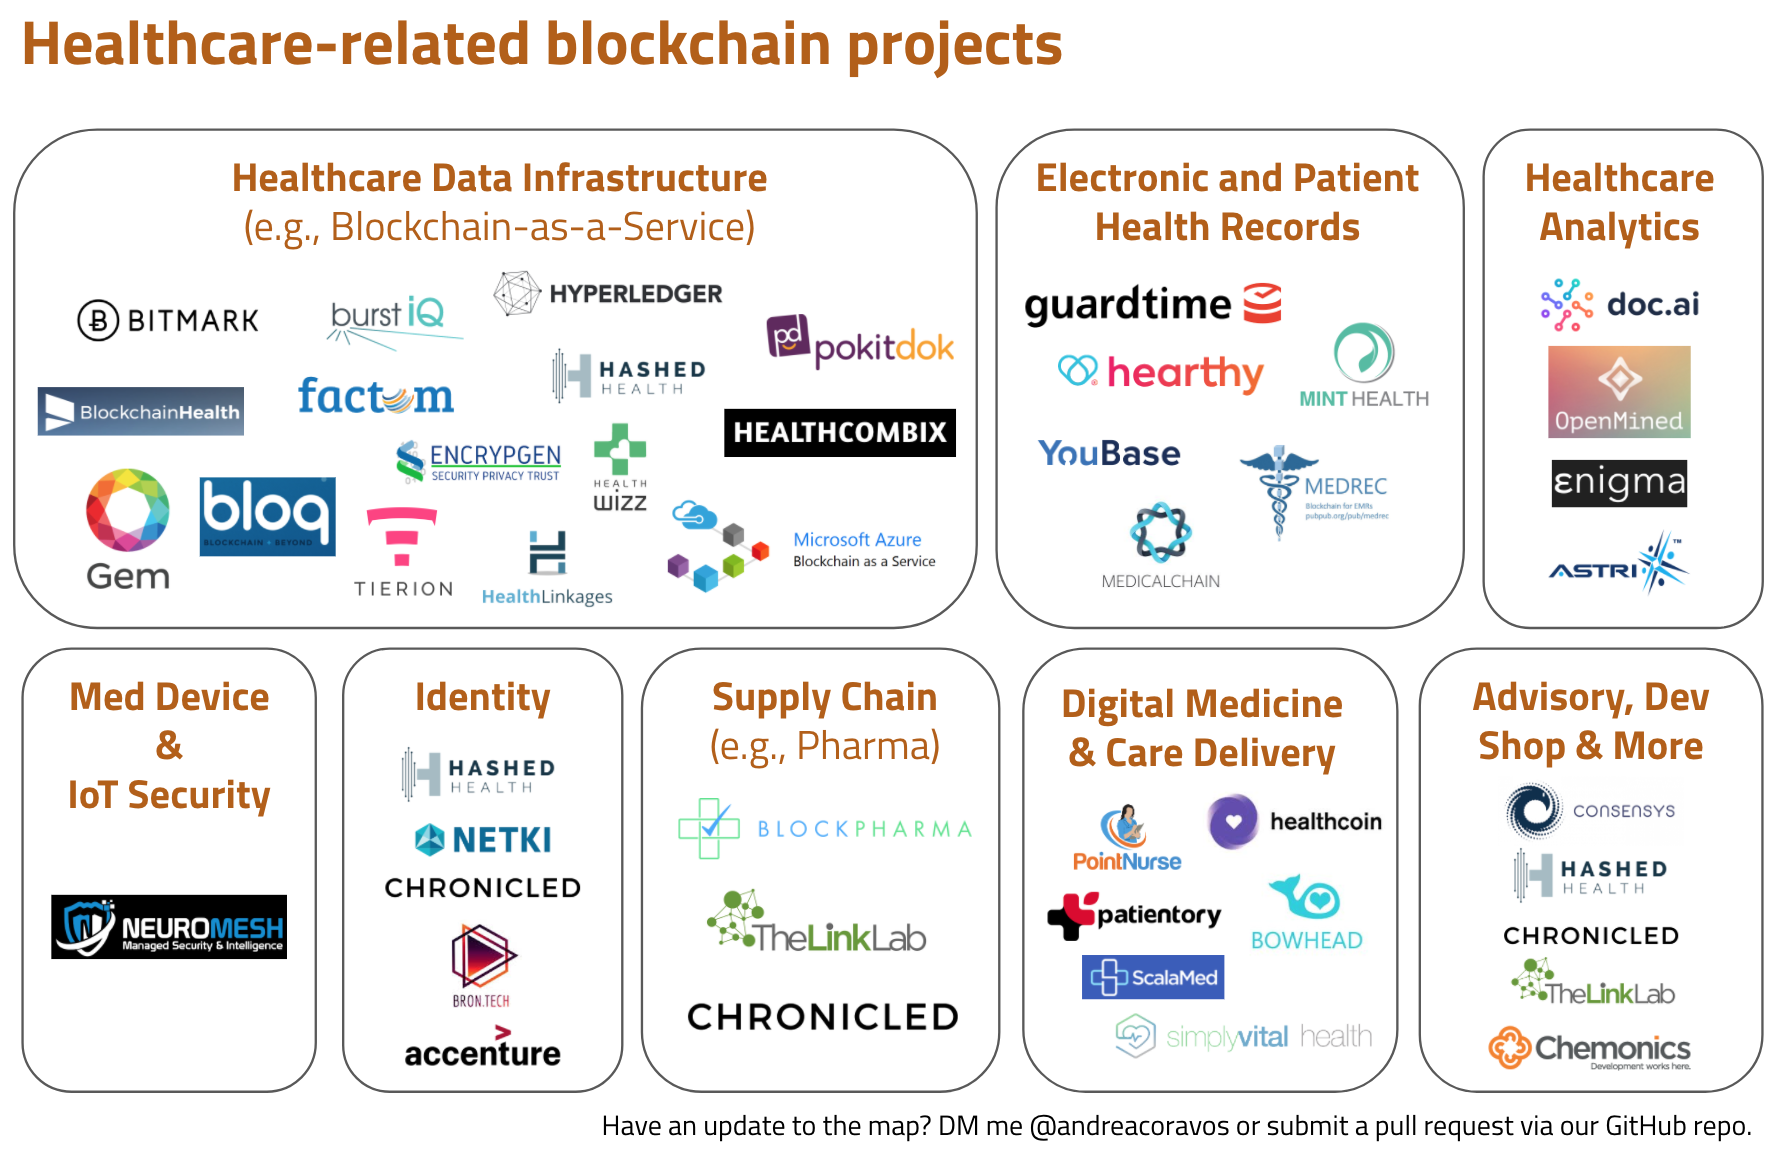 Healthcare-related blockchain projects
Healthcare Data Infrastructure
(e.g., Blockchain-as-a-Service)
BITMARK
burst iQ
HYPERLEDGER
pd
pokitdok
BlockchainHealth
factom
HASHED
HEALTH
HEALTHCOMBIX
ENCRYPGEN
SECURITY PRIVACY TRUST
HEALTH
wizz
Gem
bloq
BLOCKCHAIN • BEYOND
TIERION
HealthLinkages
Microsoft Azure
Blockchain as a Service
Electronic and Patient
Health Records
guardtime
hearthy
MINT HEALTH
YouBase
MEDREC
Blockchain for EMRs
pubpub.org/pub/medrec
MEDICALCHAIN
Healthcare
Analytics
doc.ai
OpenMined
εnigma
ASTRI™
Med Device
&
IoT Security
NEUROMESH
Managed Security & Intelligence
Identity
HASHED
HEALTH
NETKI
CHRONICLED
BRON.TECH
accenture
Supply Chain
(e.g., Pharma)
BLOCKPHARMA
TheLinkLab
CHRONICLED
Digital Medicine
& Care Delivery
PointNurse
healthcoin
patientory
BOWHEAD
ScalaMed
simplyvital health
Advisory, Dev
Shop & More
CONSENSYS
HASHED
HEALTH
CHRONICLED
TheLinkLab
Chemonics
Development works here.
Have an update to the map? DM me @andreacoravos or submit a pull request via our GitHub repo.